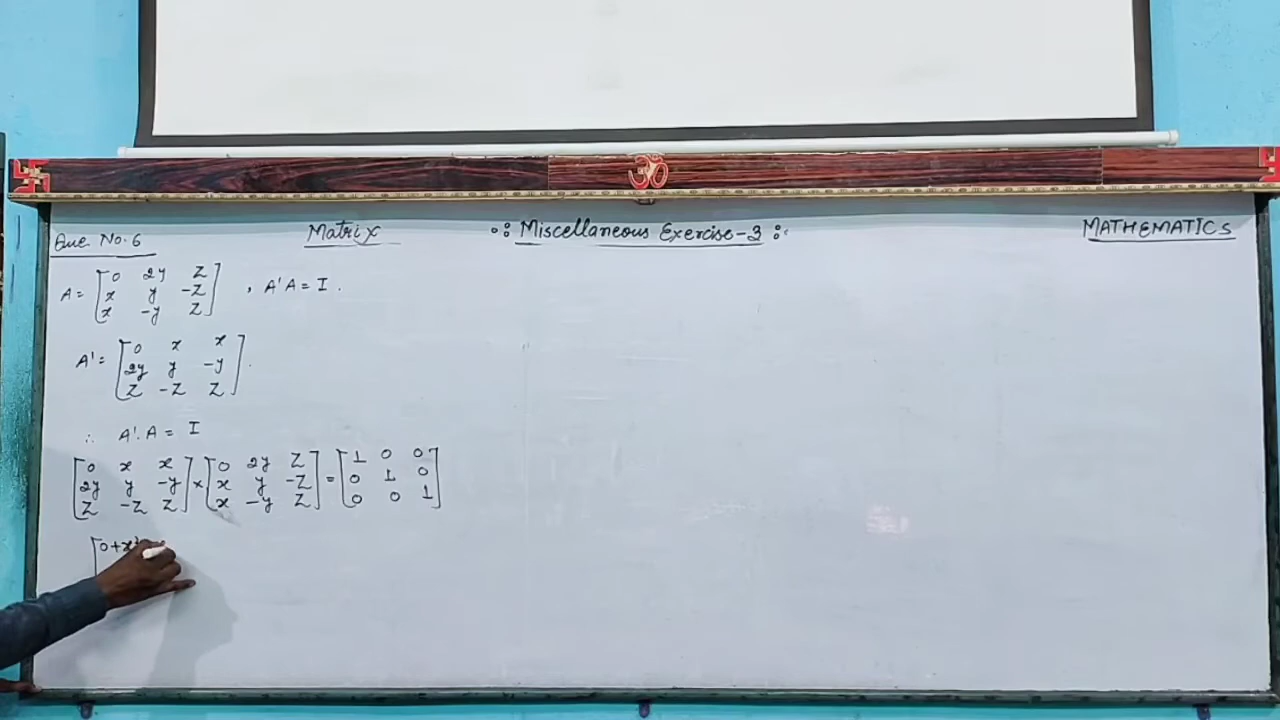 Que. No. 6 Matrix Miscellaneous Exercise-3 MATHEMATICS
A = [0 2y z
x y -z
x -y z] , A'A = I.
A' = [0 x x
2y y -y
z -z z].
∴ A'.A = I
[0 x x
2y y -y
z -z z] × [0 2y z
x y -z
x -y z] = [1 0 0
0 1 0
0 0 1]
[0+x²
ॐ